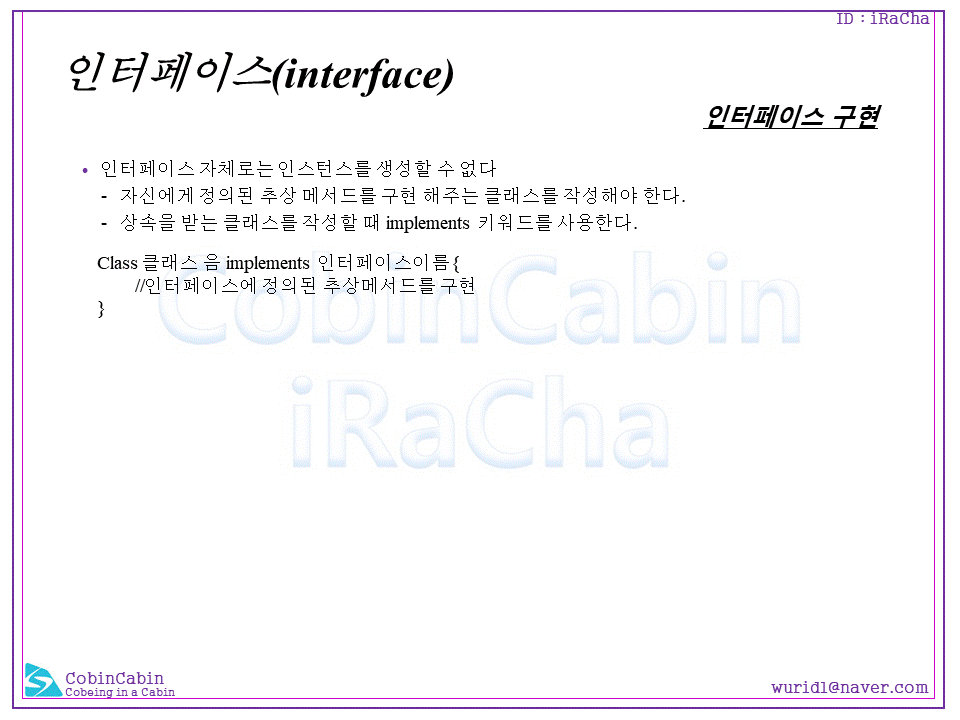 ID : iRaCha
인터페이스(interface)
인터페이스 구현
• 인터페이스 자체로는 인스턴스를 생성할 수 없다
- 자신에게 정의된 추상 메서드를 구현 해주는 클래스를 작성해야 한다.
- 상속을 받는 클래스를 작성할 때 implements 키워드를 사용한다.
Class 클래스 음 implements 인터페이스이름{
//인터페이스에 정의된 추상메서드를 구현
}
CobinCabin
iRaCha
CobinCabin
Cobeing in a Cabin
wurid1@naver.com